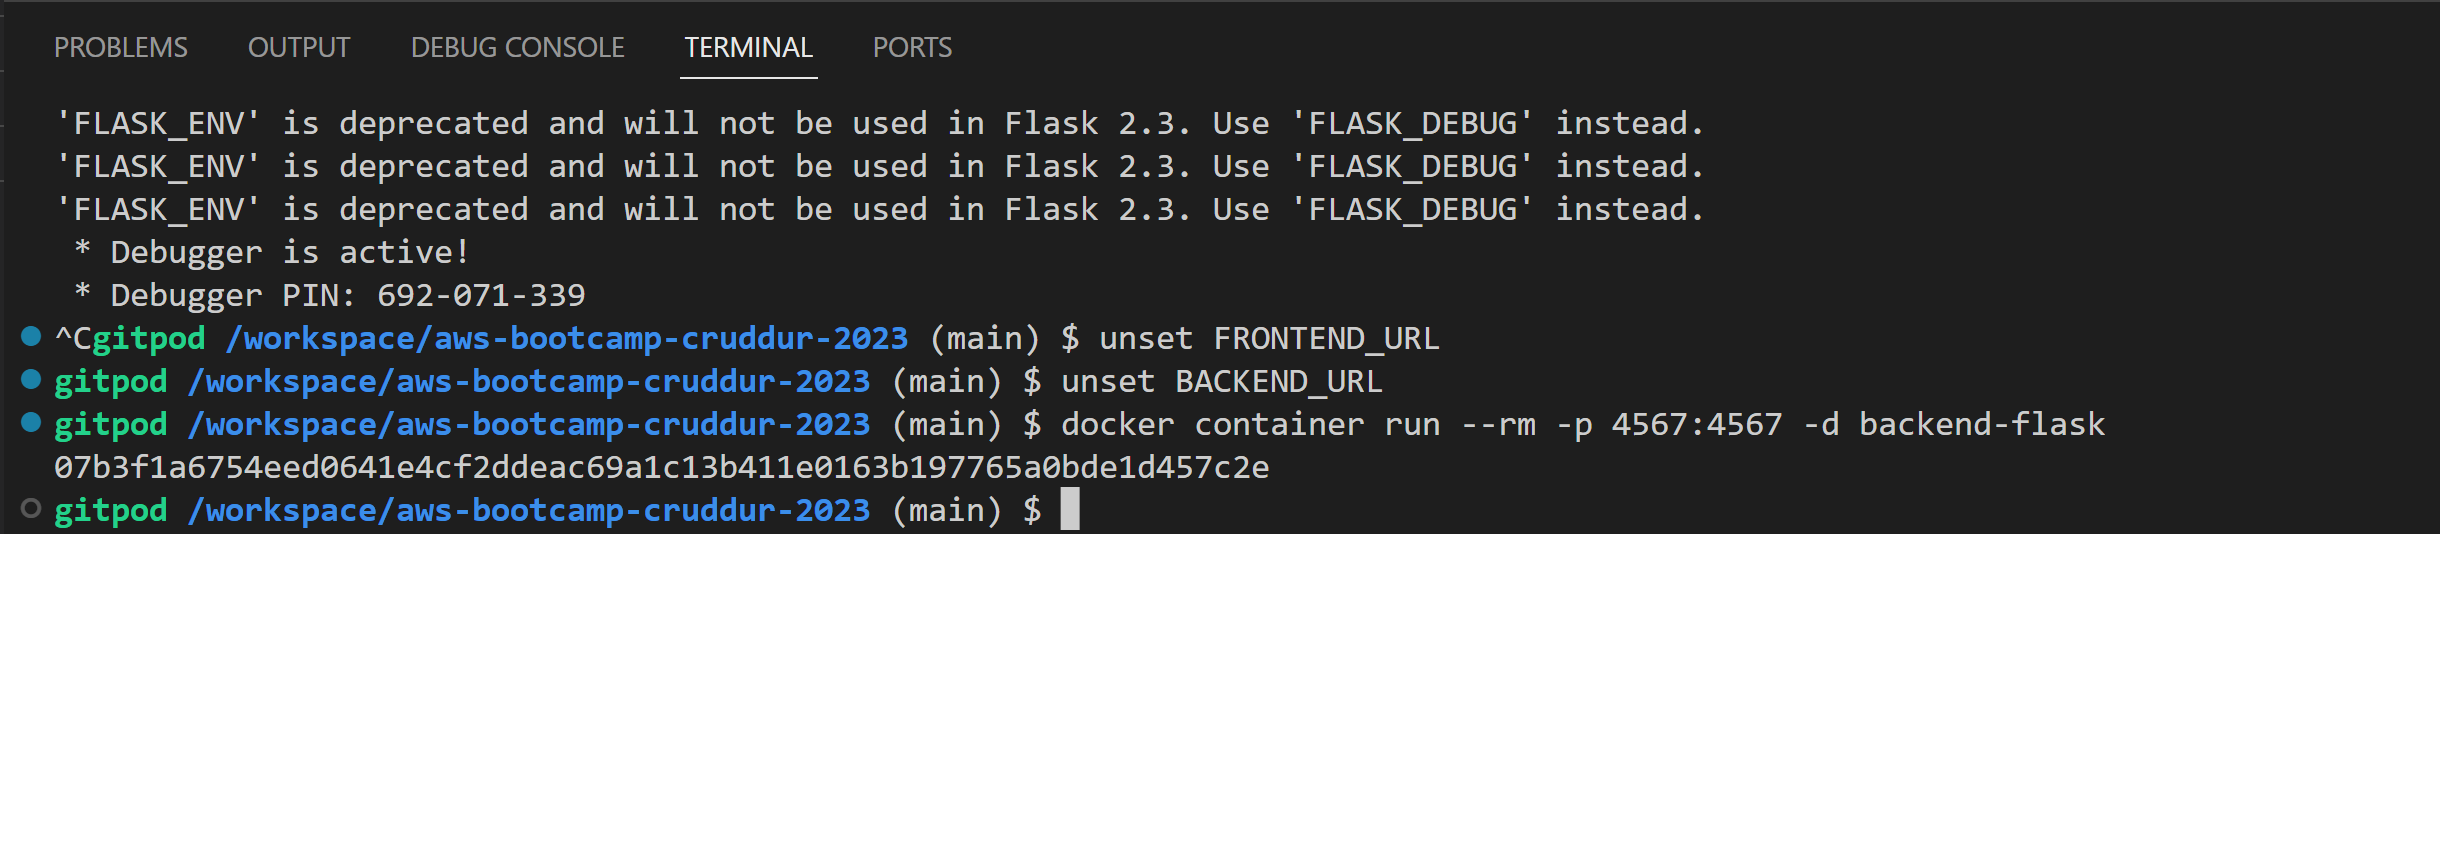 PROBLEMS OUTPUT DEBUG CONSOLE TERMINAL PORTS
'FLASK_ENV' is deprecated and will not be used in Flask 2.3. Use 'FLASK_DEBUG' instead.
'FLASK_ENV' is deprecated and will not be used in Flask 2.3. Use 'FLASK_DEBUG' instead.
'FLASK_ENV' is deprecated and will not be used in Flask 2.3. Use 'FLASK_DEBUG' instead.
 * Debugger is active!
 * Debugger PIN: 692-071-339
^Cgitpod /workspace/aws-bootcamp-cruddur-2023 (main) $ unset FRONTEND_URL
gitpod /workspace/aws-bootcamp-cruddur-2023 (main) $ unset BACKEND_URL
gitpod /workspace/aws-bootcamp-cruddur-2023 (main) $ docker container run --rm -p 4567:4567 -d backend-flask
07b3f1a6754eed0641e4cf2ddeac69a1c13b411e0163b197765a0bde1d457c2e
gitpod /workspace/aws-bootcamp-cruddur-2023 (main) $